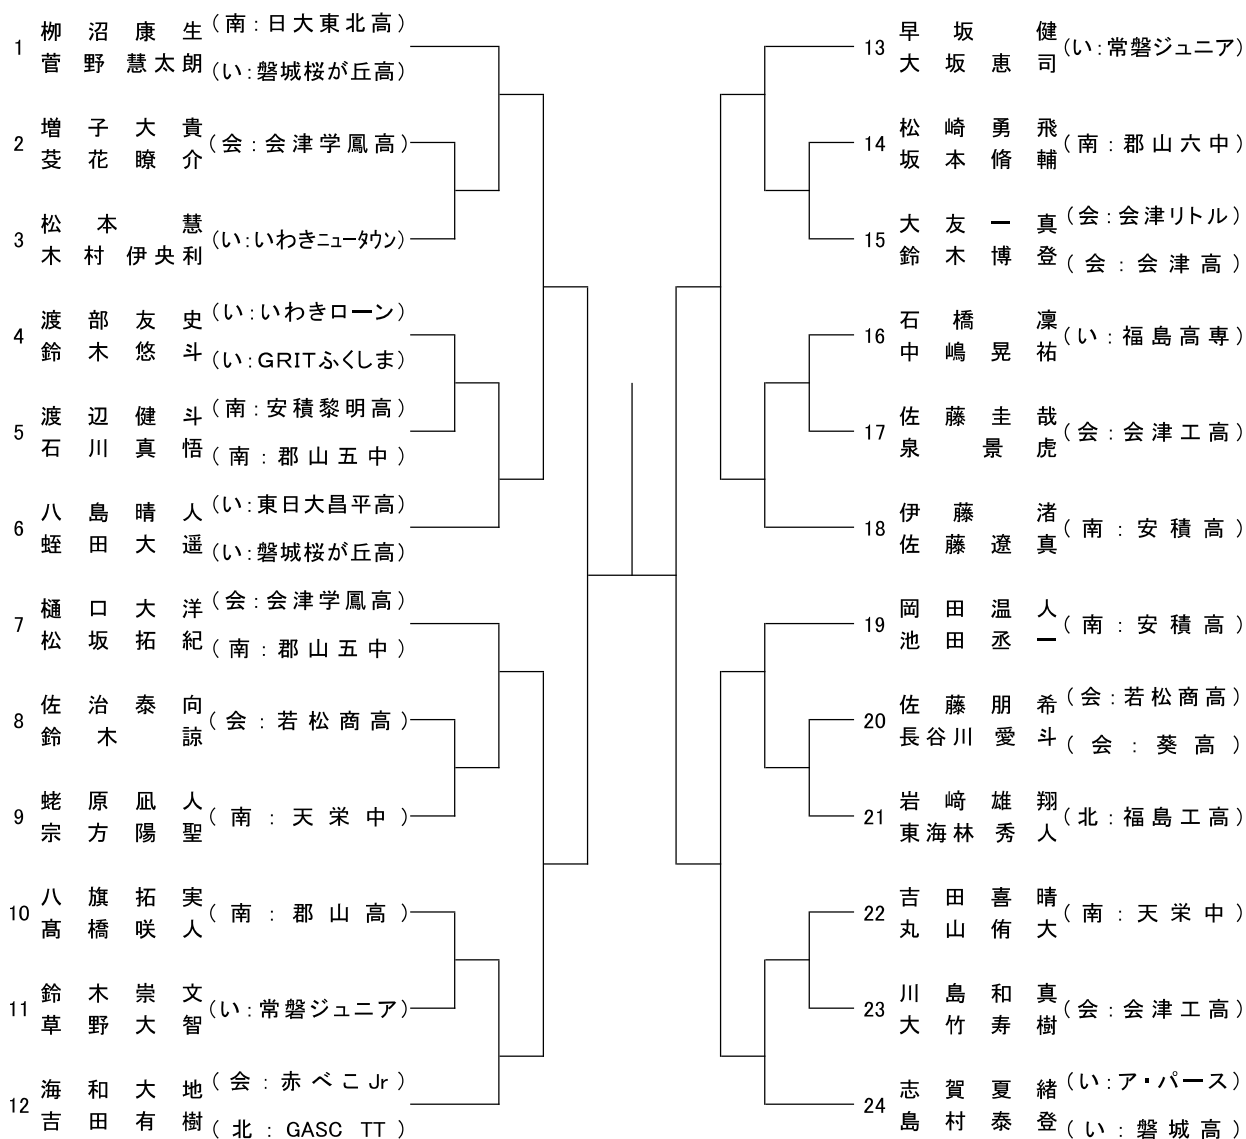 1 栁沼康生 (南：日大東北高)
菅野慧太朗 (い：磐城桜が丘高)
2 増子大貴 (会：会津学鳳高)
芟花瞭介
3 松本慧 (い：いわきニュータウン)
木村伊央利
4 渡部友史 (い：いわきローン)
鈴木悠斗 (い：GRITふくしま)
5 渡辺健斗 (南：安積黎明高)
石川真悟 (南：郡山五中)
6 八島晴人 (い：東日大昌平高)
蛭田大遥 (い：磐城桜が丘高)
7 樋口大洋 (会：会津学鳳高)
松坂拓紀 (南：郡山五中)
8 佐治泰向 (会：若松商高)
鈴木諒
9 蛯原凪人 (南：天栄中)
宗方陽聖
10 八旗拓実 (南：郡山高)
髙橋咲人
11 鈴木崇文 (い：常磐ジュニア)
草野大智
12 海和大地 (会：赤べこJr)
吉田有樹 (北：GASC TT)
13 早坂健 (い：常磐ジュニア)
大坂恵司
14 松崎勇飛 (南：郡山六中)
坂本脩輔
15 大友一真 (会：会津リトル)
鈴木博登 (会：会津高)
16 石橋凜 (い：福島高専)
中嶋晃祐
17 佐藤圭哉 (会：会津工高)
泉景虎
18 伊藤渚 (南：安積高)
佐藤遼真
19 岡田温人 (南：安積高)
池田丞一
20 佐藤朋希 (会：若松商高)
長谷川愛斗 (会：葵高)
21 岩﨑雄翔 (北：福島工高)
東海林秀人
22 吉田喜晴 (南：天栄中)
丸山侑大
23 川島和真 (会：会津工高)
大竹寿樹
24 志賀夏緒 (い：ア・パース)
島村泰登 (い：磐城高)